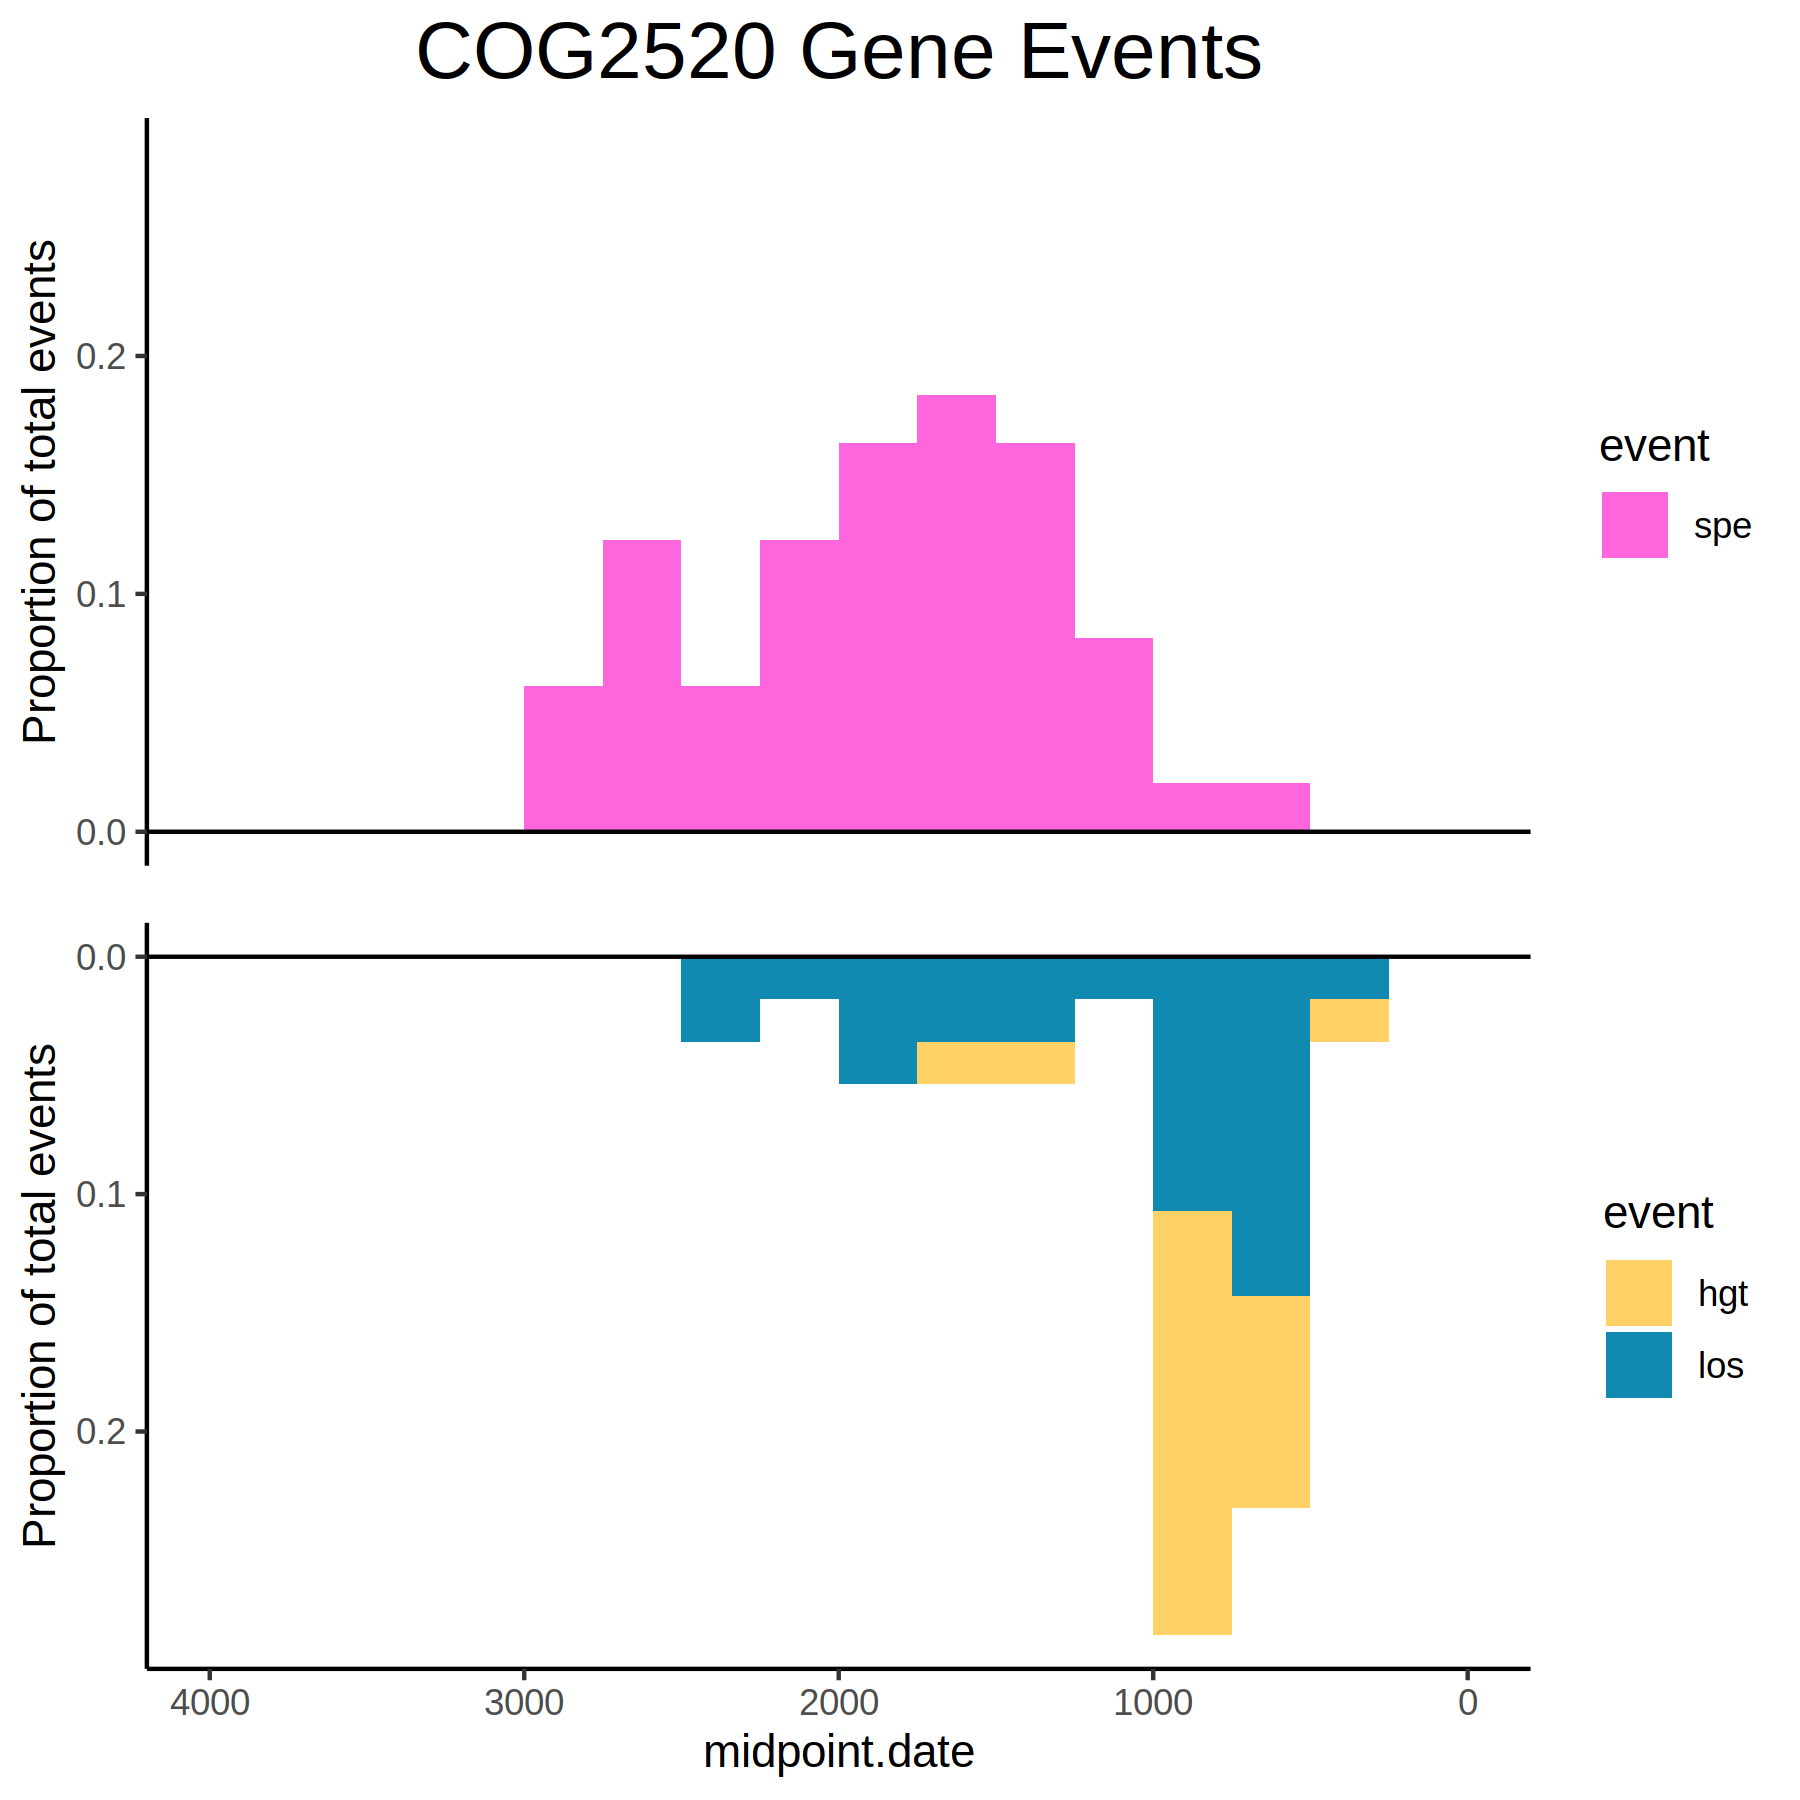 COG2520 Gene Events
Proportion of total events
0.2
0.1
0.0
event
spe
Proportion of total events
0.0
0.1
0.2
event
hgt
los
4000 3000 2000 1000 0
midpoint.date